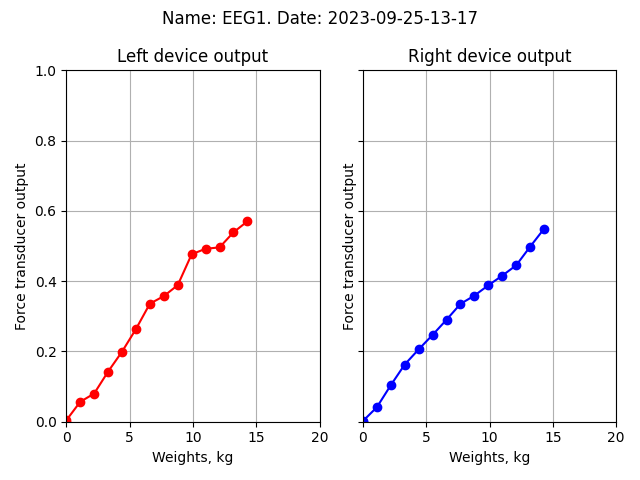 Name: EEG1. Date: 2023-09-25-13-17
Left device output
Right device output
1.0
0.8
0.6
0.4
0.2
0.0
Force transducer output
Force transducer output
0 5 10 15 20
0 5 10 15 20
Weights, kg
Weights, kg